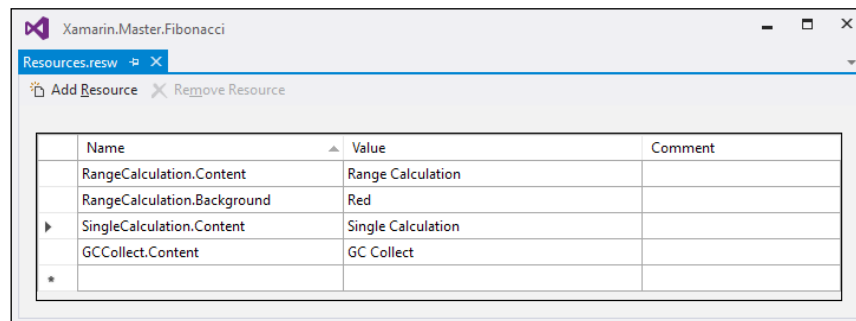 Xamarin.Master.Fibonacci
Resources.resw
Add Resource Remove Resource
Name Value Comment
RangeCalculation.Content Range Calculation
RangeCalculation.Background Red
SingleCalculation.Content Single Calculation
GCCollect.Content GC Collect